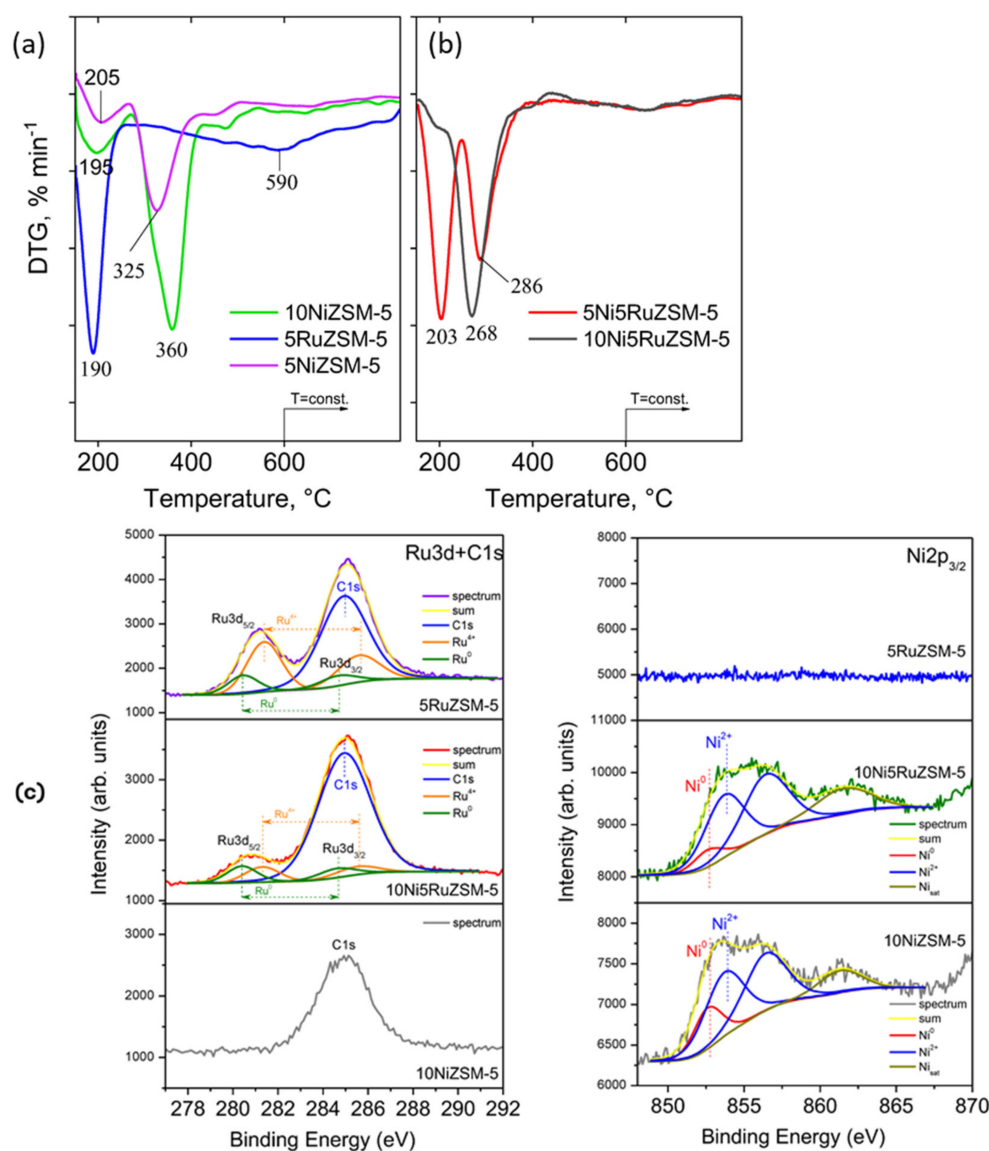 (a)
(b)
DTG, % min⁻¹
205
195
590
325
190
360
10NiZSM-5
5RuZSM-5
5NiZSM-5
T=const.
200 400 600
Temperature, °C
286
203
268
5Ni5RuZSM-5
10Ni5RuZSM-5
T=const.
200 400 600
Temperature, °C
(c)
Intensity (arb. units)
5000
4000
3000
2000
1000
Ru3d+C1s
C1s
Ru3d5/2
Ru⁴⁺
Ru3d3/2
Ru⁰
spectrum
sum
C1s
Ru⁴⁺
Ru⁰
5RuZSM-5
3000
2000
1000
C1s
Ru⁴⁺
Ru3d5/2
Ru3d3/2
Ru⁰
spectrum
sum
C1s
Ru⁴⁺
Ru⁰
10Ni5RuZSM-5
3000
2000
1000
C1s
spectrum
10NiZSM-5
278 280 282 284 286 288 290 292
Binding Energy (eV)
Intensity (arb. units)
8000
7000
6000
5000
Ni2p3/2
5RuZSM-5
11000
10000
9000
8000
Ni²⁺
Ni⁰
10Ni5RuZSM-5
spectrum
sum
Ni⁰
Ni²⁺
Nisat
8000
7500
7000
6500
6000
Ni²⁺
Ni⁰
10NiZSM-5
spectrum
sum
Ni⁰
Ni²⁺
Nisat
850 855 860 865 870
Binding Energy (eV)